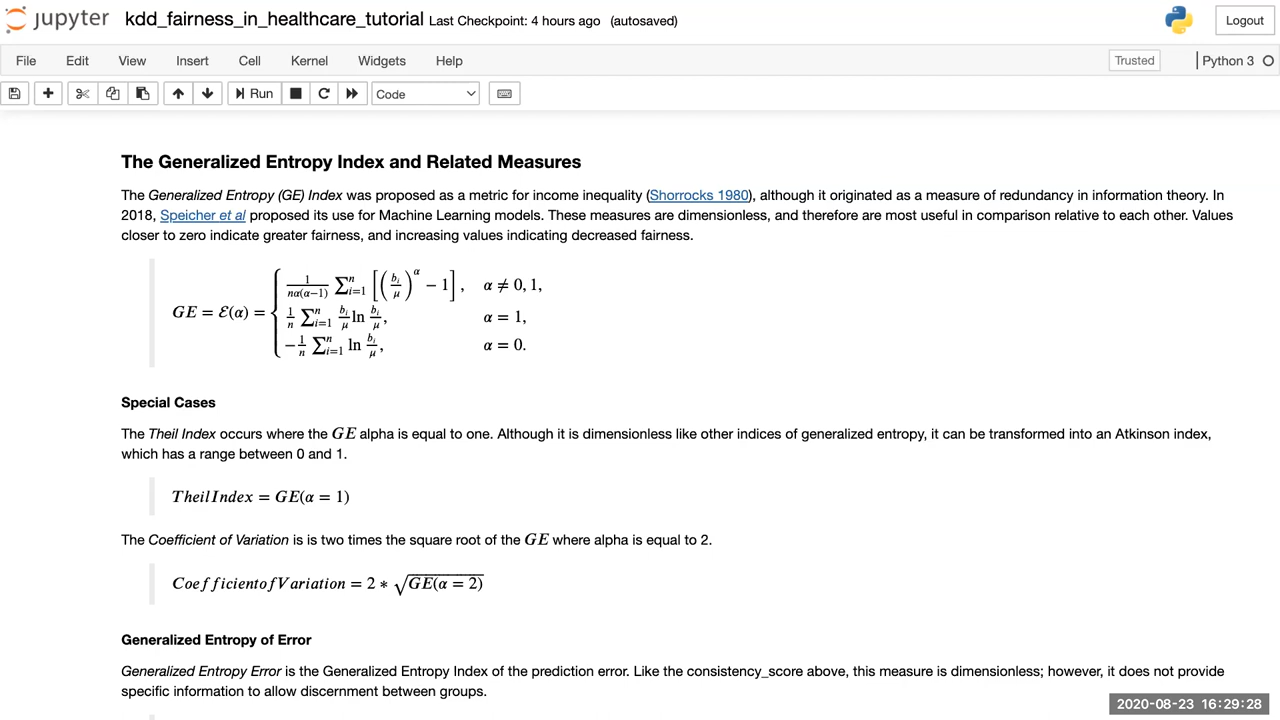 jupyter kdd_fairness_in_healthcare_tutorial Last Checkpoint: 4 hours ago (autosaved) Logout
File Edit View Insert Cell Kernel Widgets Help Trusted Python 3
Run Code
The Generalized Entropy Index and Related Measures
The Generalized Entropy (GE) Index was proposed as a metric for income inequality (Shorrocks 1980), although it originated as a measure of redundancy in information theory. In
2018, Speicher et al proposed its use for Machine Learning models. These measures are dimensionless, and therefore are most useful in comparison relative to each other. Values
closer to zero indicate greater fairness, and increasing values indicating decreased fairness.
GE = ℰ(α) = { 1/(nα(α−1)) ∑ⁿᵢ₌₁ [(bᵢ/μ)^α − 1], α ≠ 0, 1,
1/n ∑ⁿᵢ₌₁ bᵢ/μ ln bᵢ/μ, α = 1,
−1/n ∑ⁿᵢ₌₁ ln bᵢ/μ, α = 0.
Special Cases
The Theil Index occurs where the GE alpha is equal to one. Although it is dimensionless like other indices of generalized entropy, it can be transformed into an Atkinson index,
which has a range between 0 and 1.
TheilIndex = GE(α = 1)
The Coefficient of Variation is is two times the square root of the GE where alpha is equal to 2.
CoefficientofVariation = 2 * √GE(α = 2)
Generalized Entropy of Error
Generalized Entropy Error is the Generalized Entropy Index of the prediction error. Like the consistency_score above, this measure is dimensionless; however, it does not provide
specific information to allow discernment between groups.
2020-08-23 16:29:28